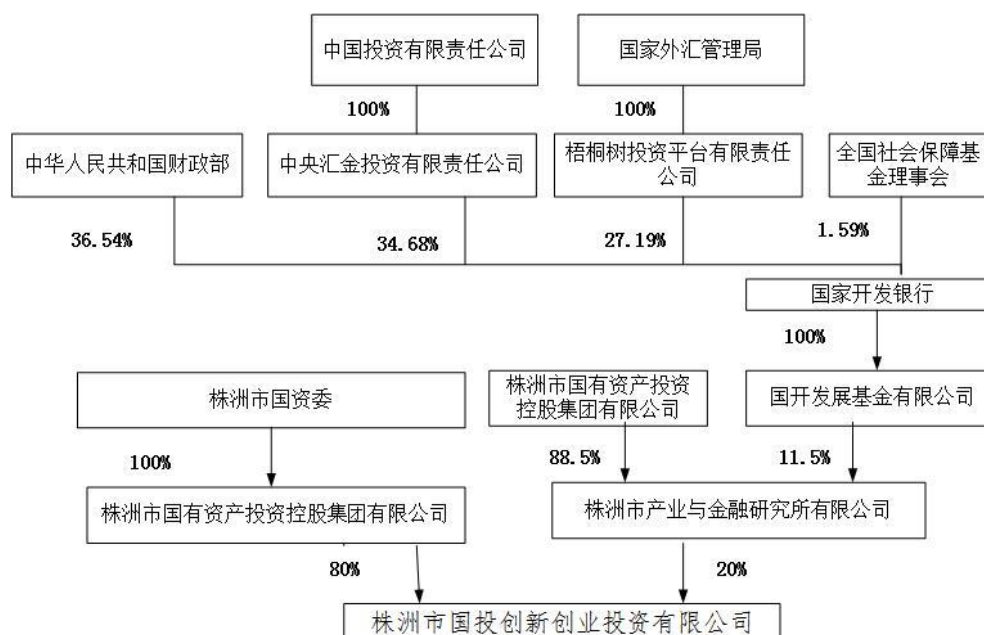 中国投资有限责任公司
国家外汇管理局
100%
100%
中华人民共和国财政部
中央汇金投资有限责任公司
梧桐树投资平台有限责任
公司
全国社会保障基
金理事会
36.54%
34.68%
27.19%
1.59%
国家开发银行
100%
株洲市国资委
株洲市国有资产投资
控股集团有限公司
国开发展基金有限公司
100%
88.5%
11.5%
株洲市国有资产投资控股集团有限公司
株洲市产业与金融研究所有限公司
80%
20%
株洲市国投创新创业投资有限公司